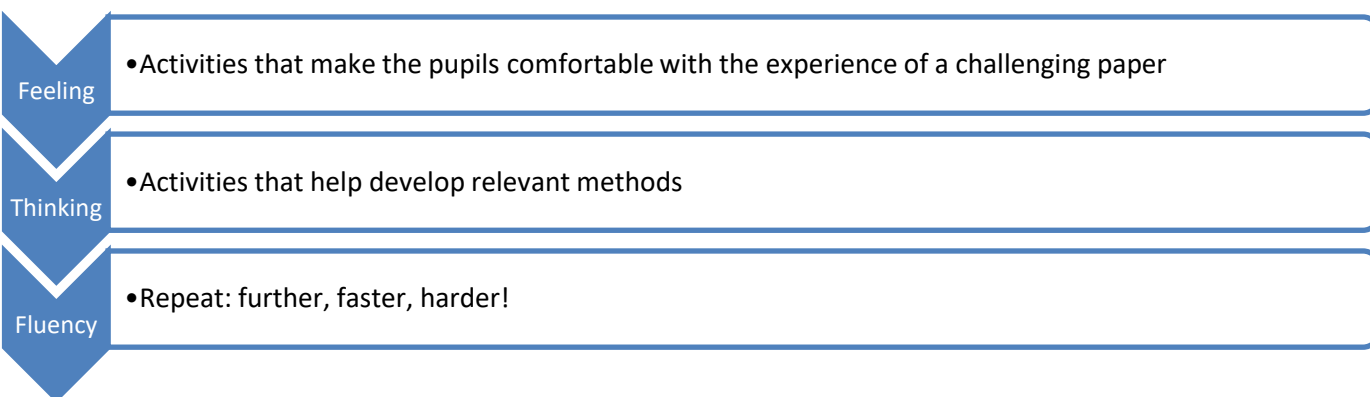 Feeling
•Activities that make the pupils comfortable with the experience of a challenging paper
Thinking
•Activities that help develop relevant methods
Fluency
•Repeat: further, faster, harder!